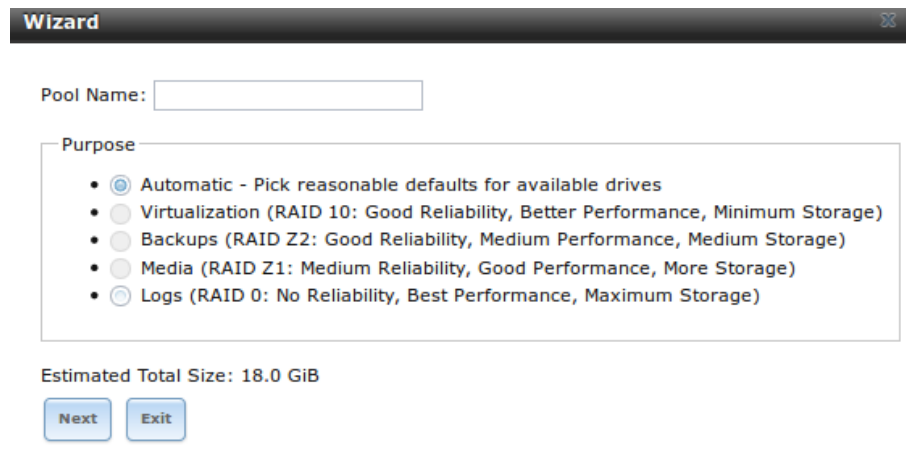 Wizard
Pool Name:
Purpose
Automatic - Pick reasonable defaults for available drives
Virtualization (RAID 10: Good Reliability, Better Performance, Minimum Storage)
Backups (RAID Z2: Good Reliability, Medium Performance, Medium Storage)
Media (RAID Z1: Medium Reliability, Good Performance, More Storage)
Logs (RAID 0: No Reliability, Best Performance, Maximum Storage)
Estimated Total Size: 18.0 GiB
Next Exit